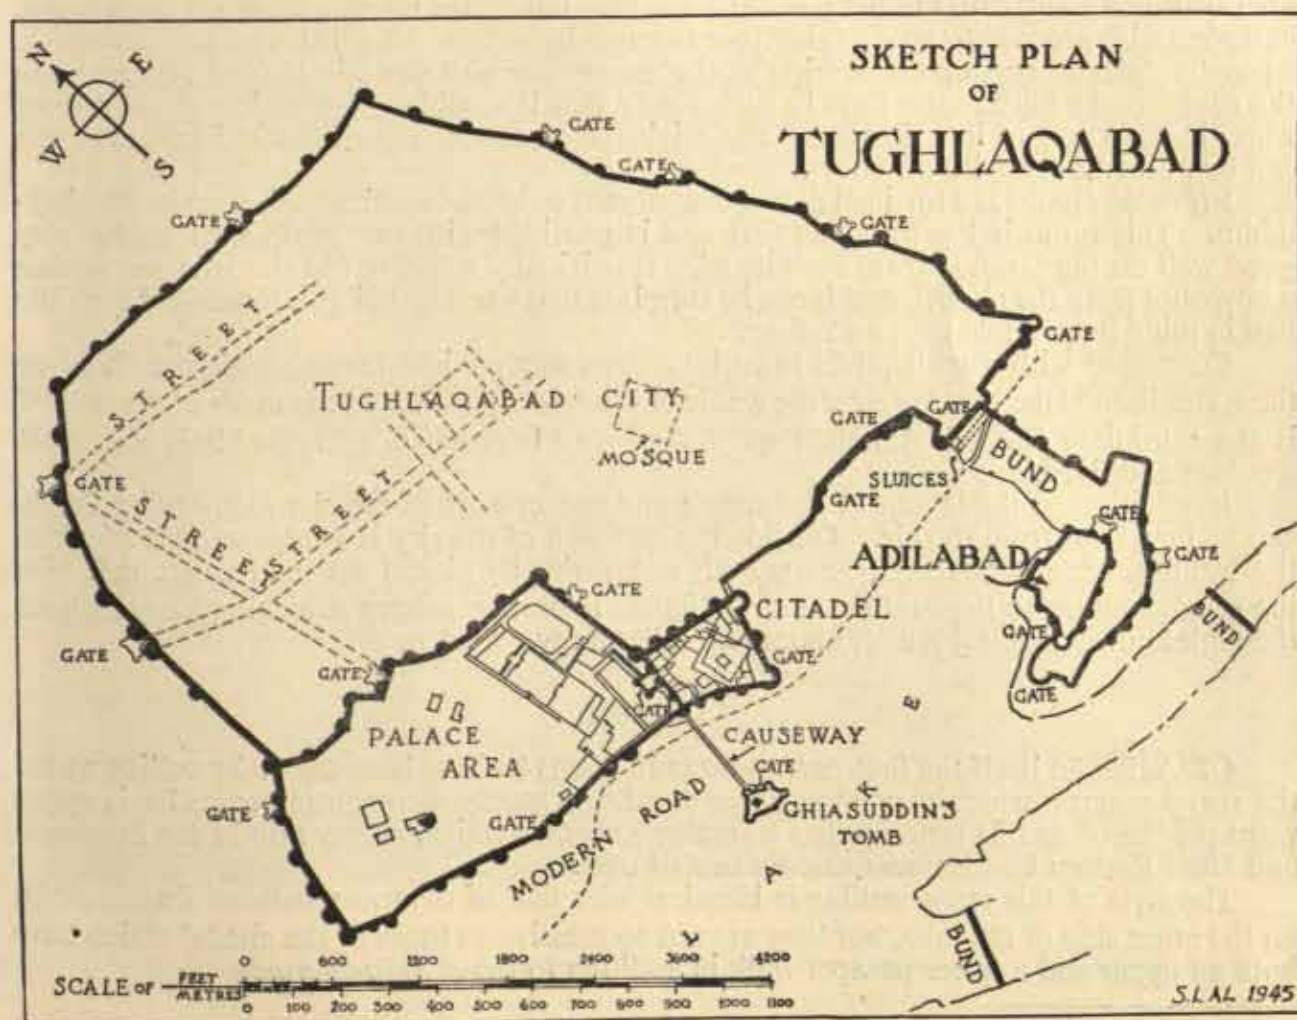 SKETCH PLAN
OF
TUGHLAQABAD
N
E
W
S
GATE
GATE
GATE
GATE
GATE
GATE
GATE
STREET
TUGHLAQABAD CITY
MOSQUE
GATE
STREET
STREET
GATE
SLUICES
BUND
GATE
ADILABAD
GATE
BUND
GATE
GATE
GATE
GATE
GATE
CITADEL
GATE
GATE
PALACE
AREA
CAUSEWAY
GATE
GHIASUDDIN'S
TOMB
GATE
GATE
MODERN ROAD
LAKE
BUND
SCALE OF FEET
METRES
0 600 1200 1800 2400 3600 4200
0 100 200 300 400 500 600 700 800 900 1000 1100
S.LAL 1945